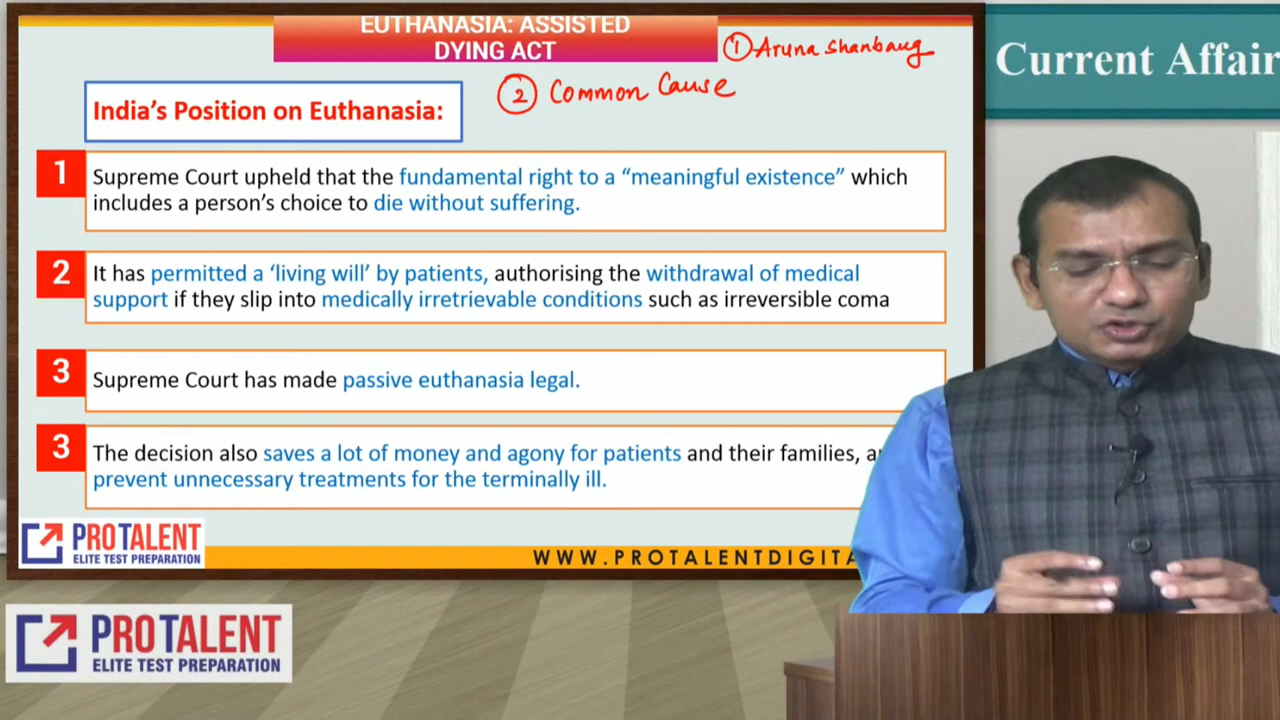 EUTHANASIA: ASSISTED
DYING ACT
① Aruna Shanbaug
② Common Cause
Current Affair
India's Position on Euthanasia:
1
Supreme Court upheld that the fundamental right to a “meaningful existence” which
includes a person's choice to die without suffering.
2
It has permitted a ‘living will’ by patients, authorising the withdrawal of medical
support if they slip into medically irretrievable conditions such as irreversible coma
3
Supreme Court has made passive euthanasia legal.
3
The decision also saves a lot of money and agony for patients and their families,
prevent unnecessary treatments for the terminally ill.
PROTALENT
ELITE TEST PREPARATION
WWW.PROTALENTDIGITA
PROTALENT
ELITE TEST PREPARATION